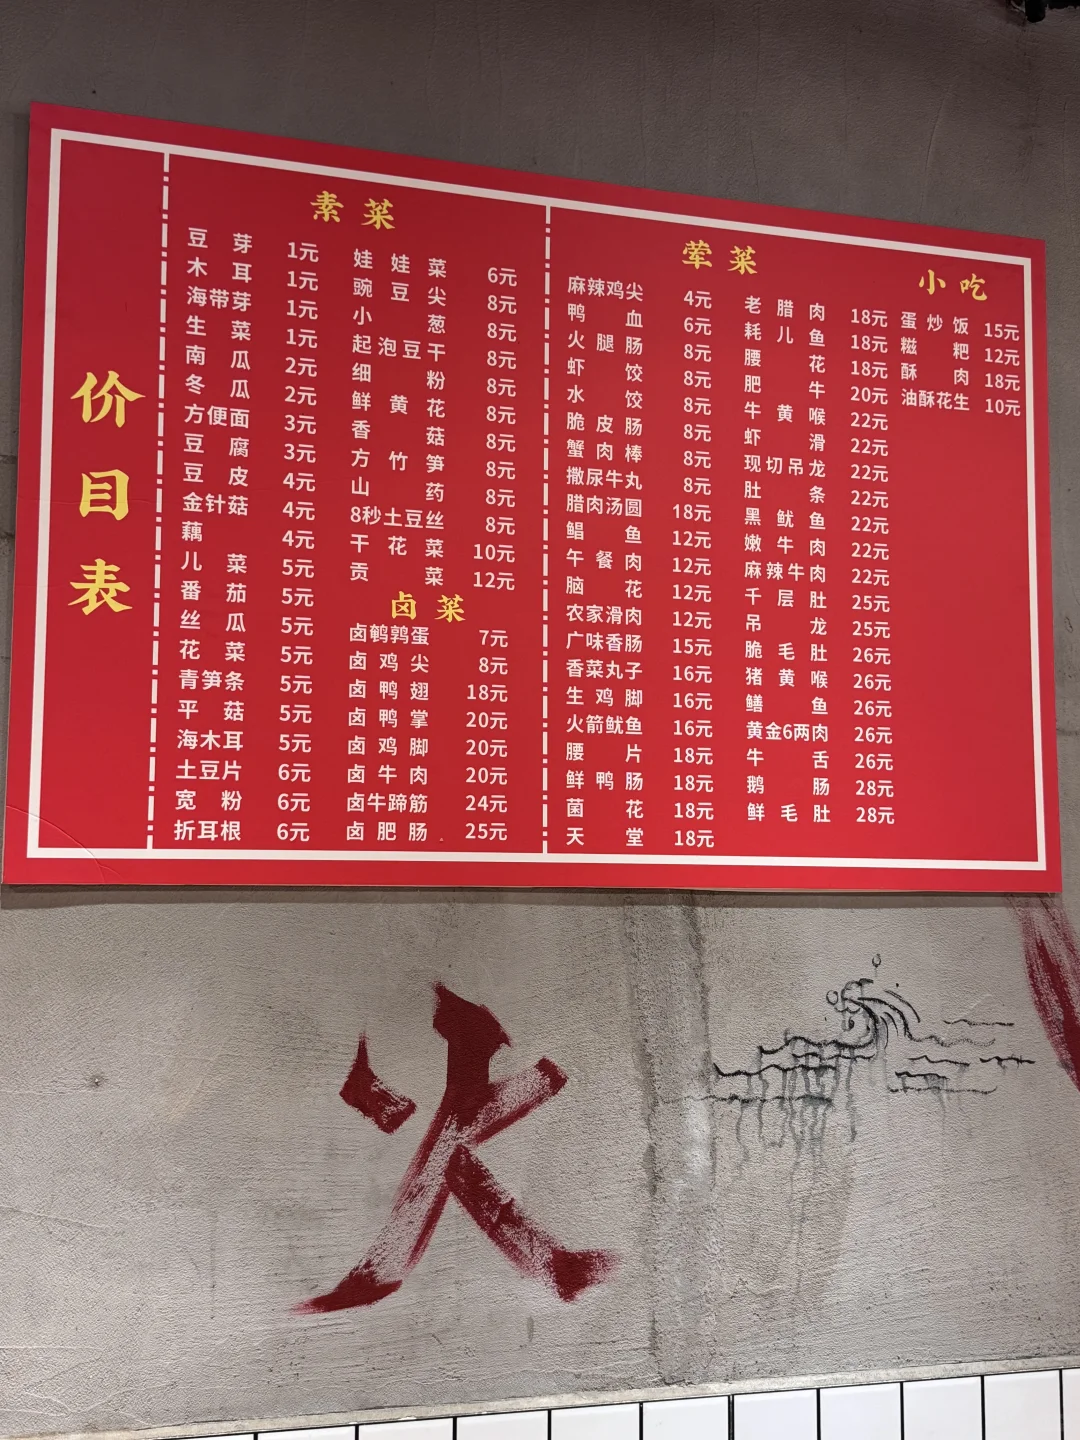 价目表
素菜
豆芽 1元
木耳 1元
海带芽 1元
生菜 1元
南瓜 2元
冬瓜 2元
方便面 3元
豆腐 3元
豆皮 4元
金针菇 4元
藕 4元
儿菜 5元
番茄 5元
丝瓜 5元
花菜 5元
青笋条 5元
平菇 5元
海木耳 5元
土豆片 6元
宽粉 6元
折耳根 6元
娃娃菜 6元
豌豆尖 8元
小葱 8元
起泡豆干 8元
细粉 8元
鲜黄花 8元
香菇 8元
方竹笋 8元
山药 8元
8秒土豆丝 8元
干花菜 10元
贡菜 12元
卤菜
卤鹌鹑蛋 7元
卤鸡尖 8元
卤鸭翅 18元
卤鸭掌 20元
卤鸡脚 20元
卤牛肉 20元
卤牛蹄筋 24元
卤肥肠 25元
荤菜
麻辣鸡尖 4元
鸭血 6元
火腿肠 8元
虾饺 8元
水饺 8元
脆皮肠 8元
蟹肉棒 8元
撒尿牛丸 8元
腊肉汤圆 18元
鲳鱼 12元
午餐肉 12元
脑花 12元
农家滑肉 12元
广味香肠 15元
香菜丸子 16元
生鸡脚 16元
火箭鱿鱼 16元
腰片 18元
鲜鸭肠 18元
菌花 18元
天堂 18元
老腊肉 18元
耗儿鱼 18元
腰花 18元
肥牛 20元
牛黄喉 22元
虾滑 22元
现切吊龙 22元
肚条 22元
黑鱿鱼 22元
嫩牛肉 22元
麻辣牛肉 22元
千层肚 25元
吊龙 25元
脆毛肚 26元
猪黄喉 26元
鳝鱼 26元
黄金6两肉 26元
牛舌 26元
鹅肠 28元
鲜毛肚 28元
小吃
蛋炒饭 15元
糍粑 12元
酥肉 18元
油酥花生 10元
火